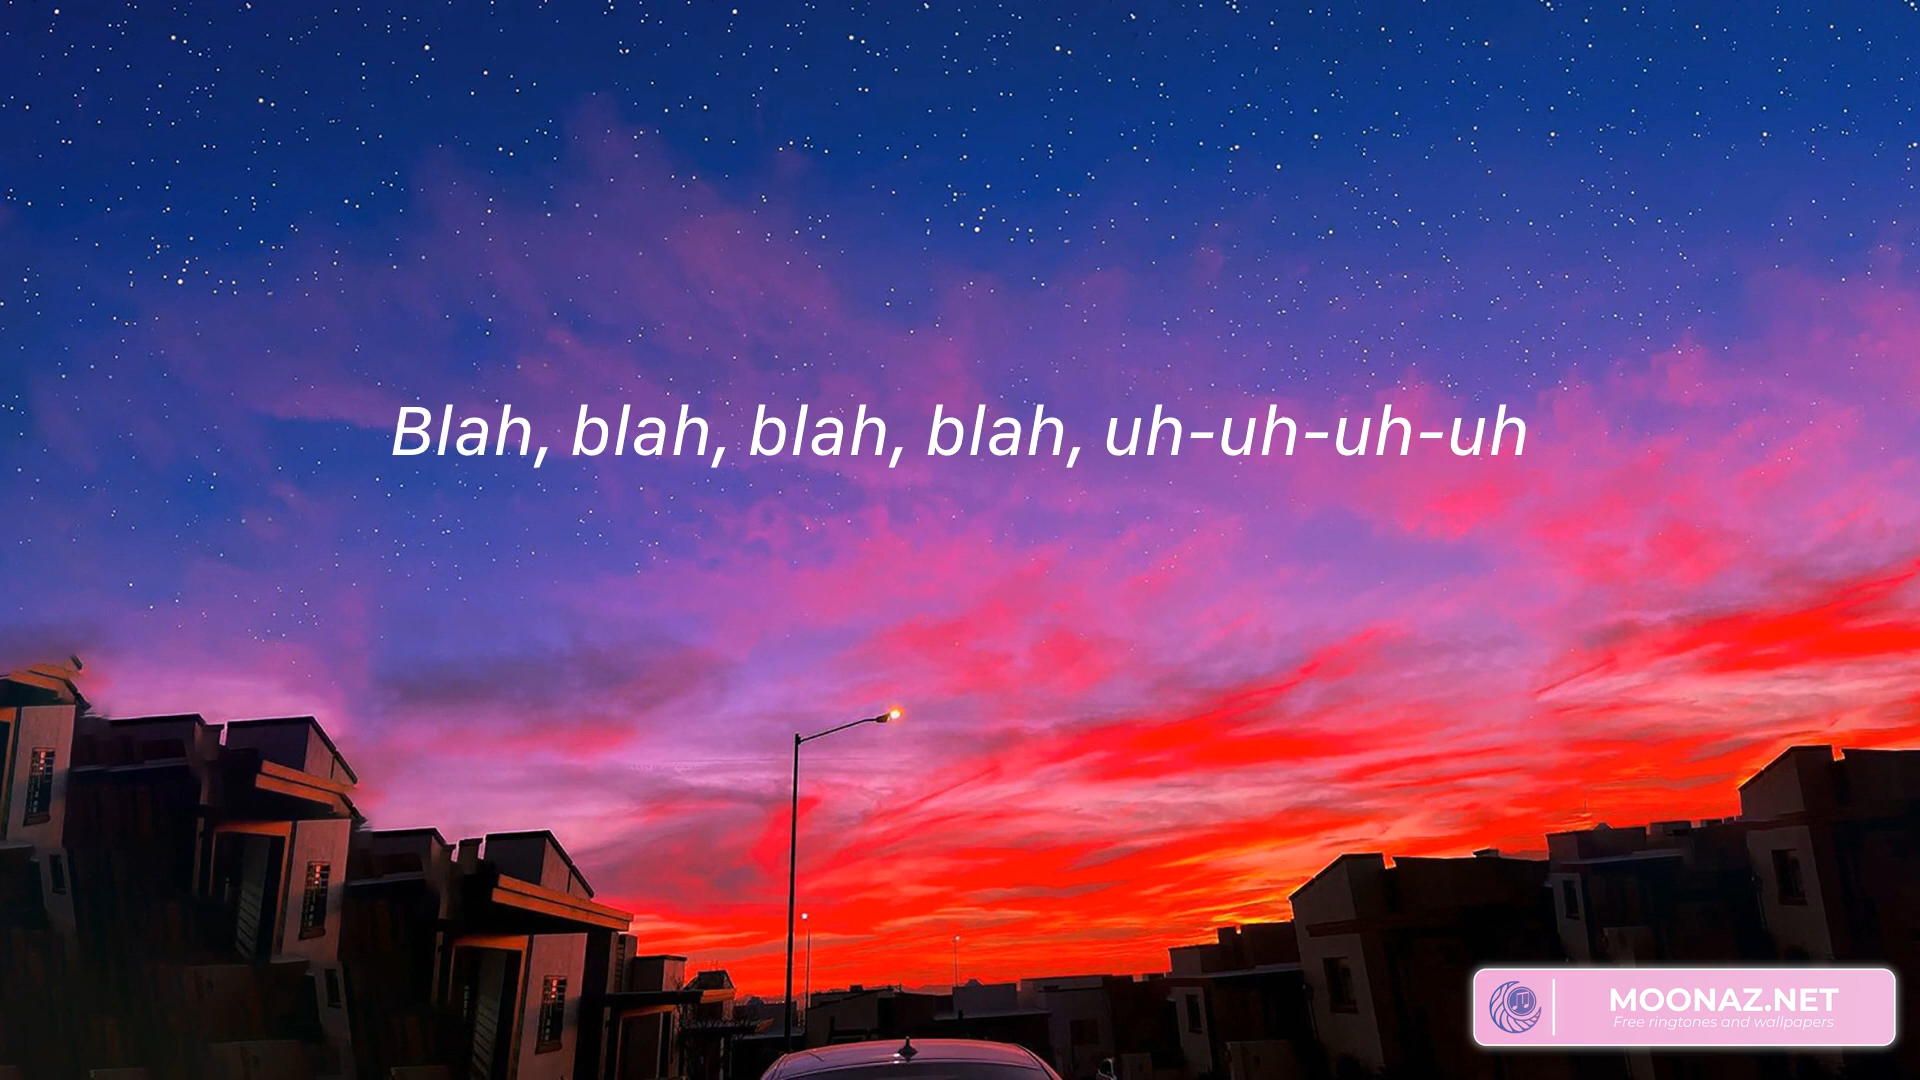 Blah, blah, blah, blah, uh-uh-uh-uh
MOONAZ.NET
Free ringtones and wallpapers